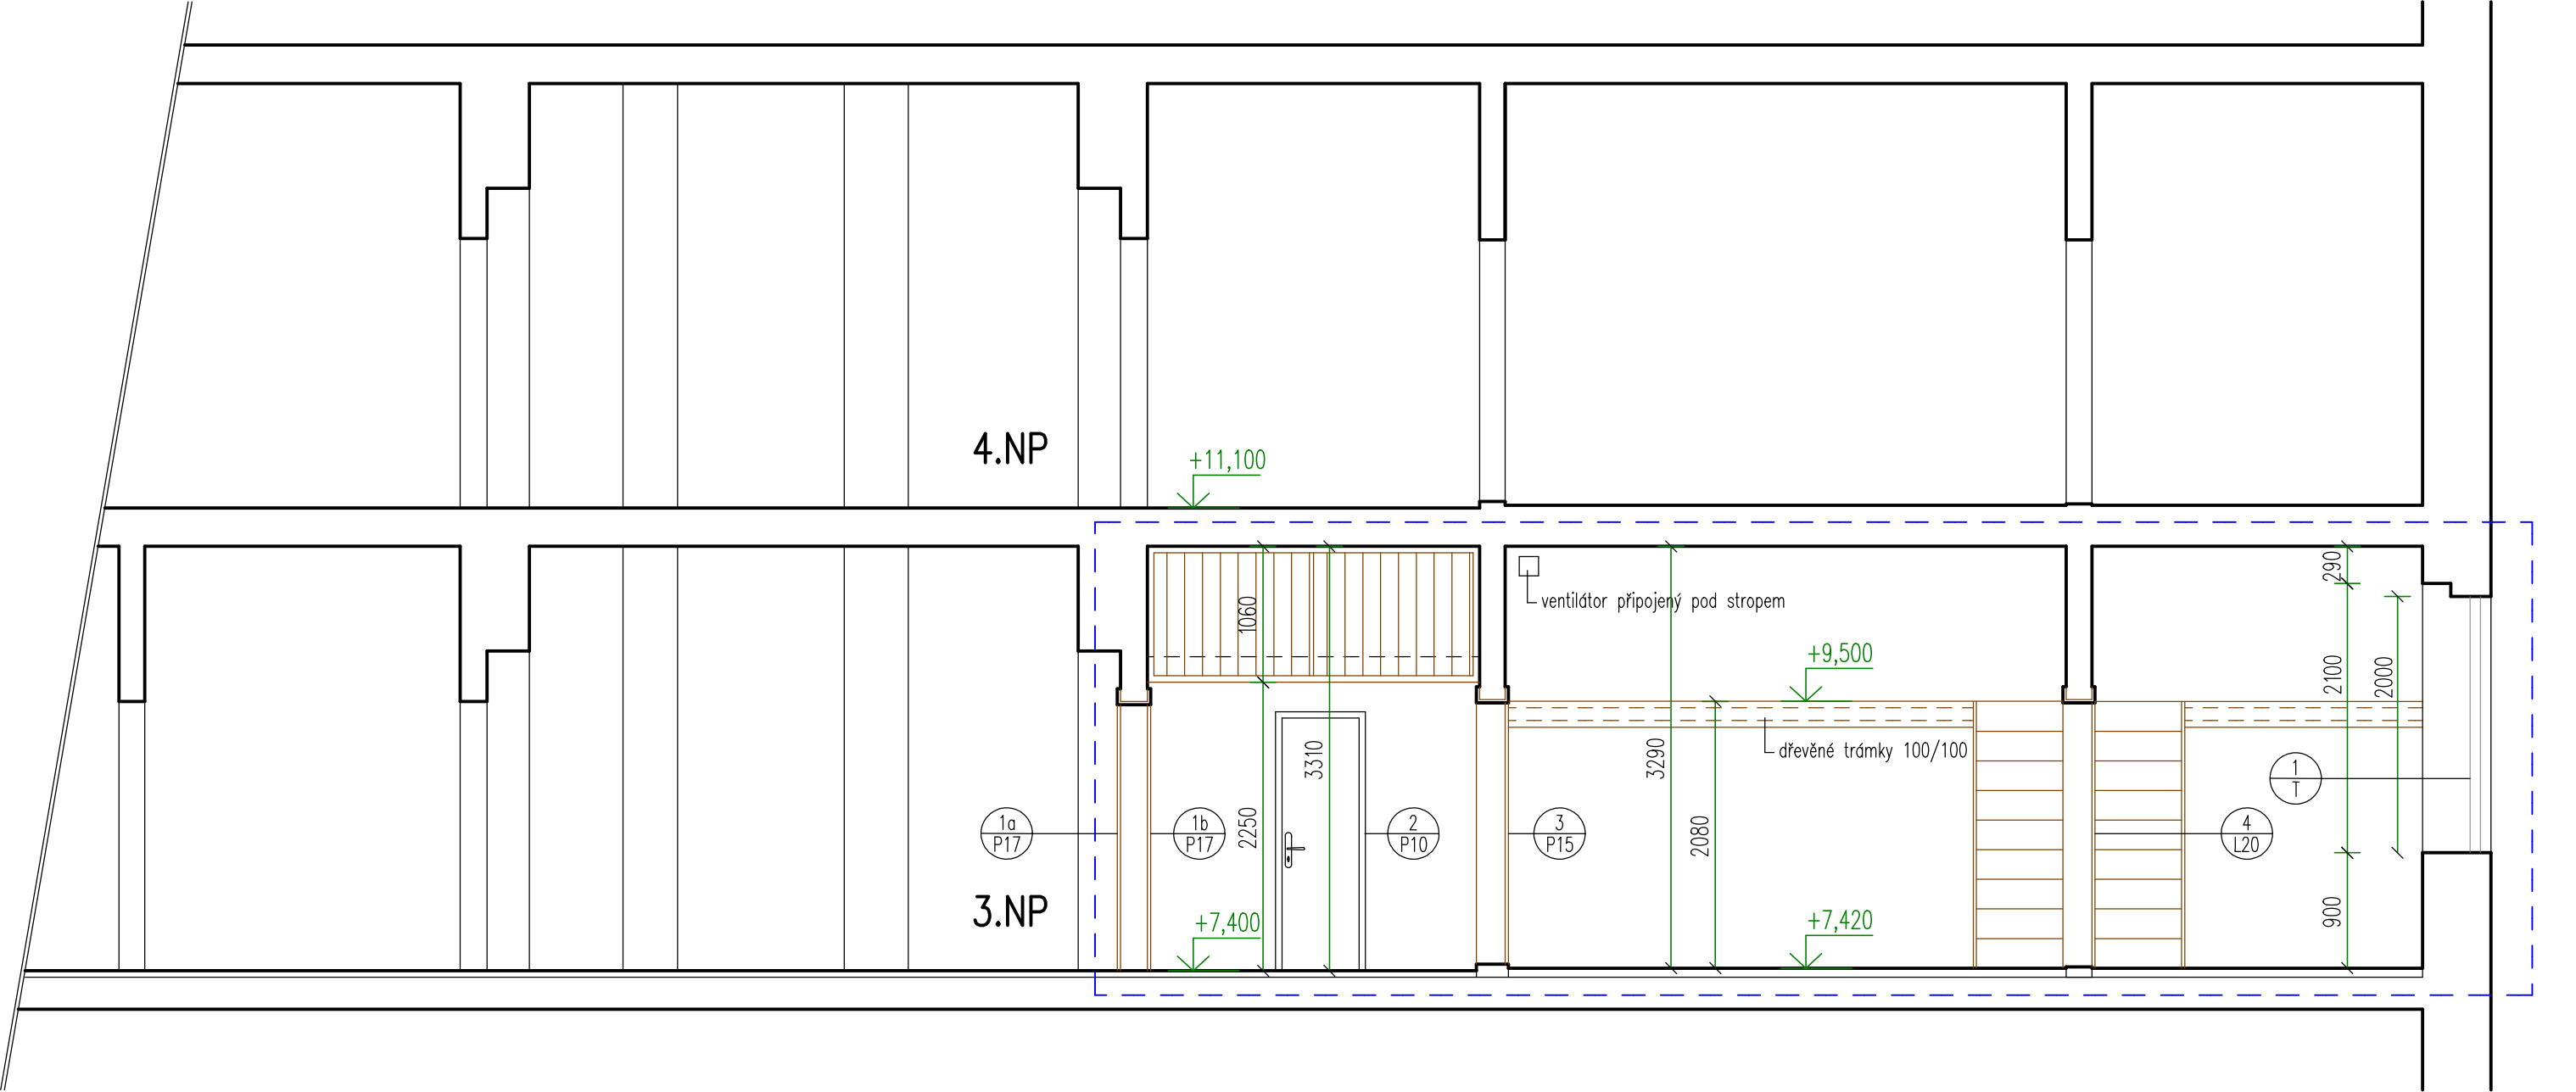 4.NP
+11,100
290
1060
ventilátor připojený pod stropem
+9,500
2100
2000
3310
3290
dřevěné trámky 100/100
1
T
1a
P17
1b
P17
2250
2
P10
3
P15
2080
4
L20
3.NP
+7,400
+7,420
900